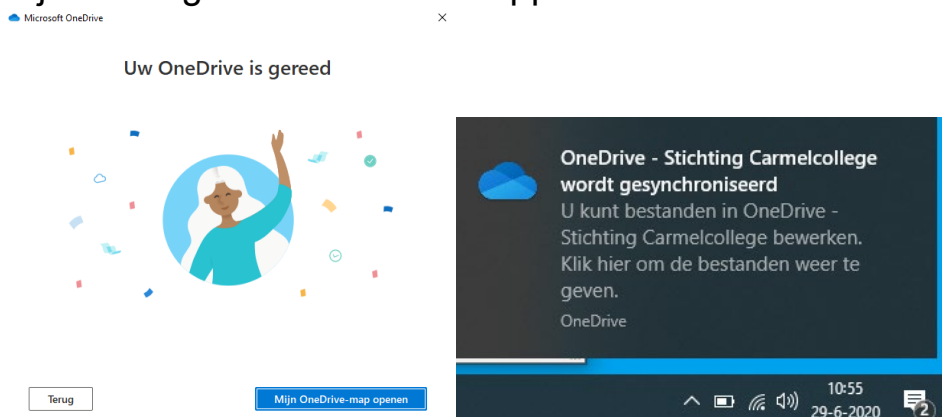 Microsoft OneDrive
Uw OneDrive is gereed
Terug
Mijn OneDrive-map openen
OneDrive - Stichting Carmelcollege
wordt gesynchroniseerd
U kunt bestanden in OneDrive -
Stichting Carmelcollege bewerken.
Klik hier om de bestanden weer te
geven.
OneDrive
10:55
29-6-2020
2